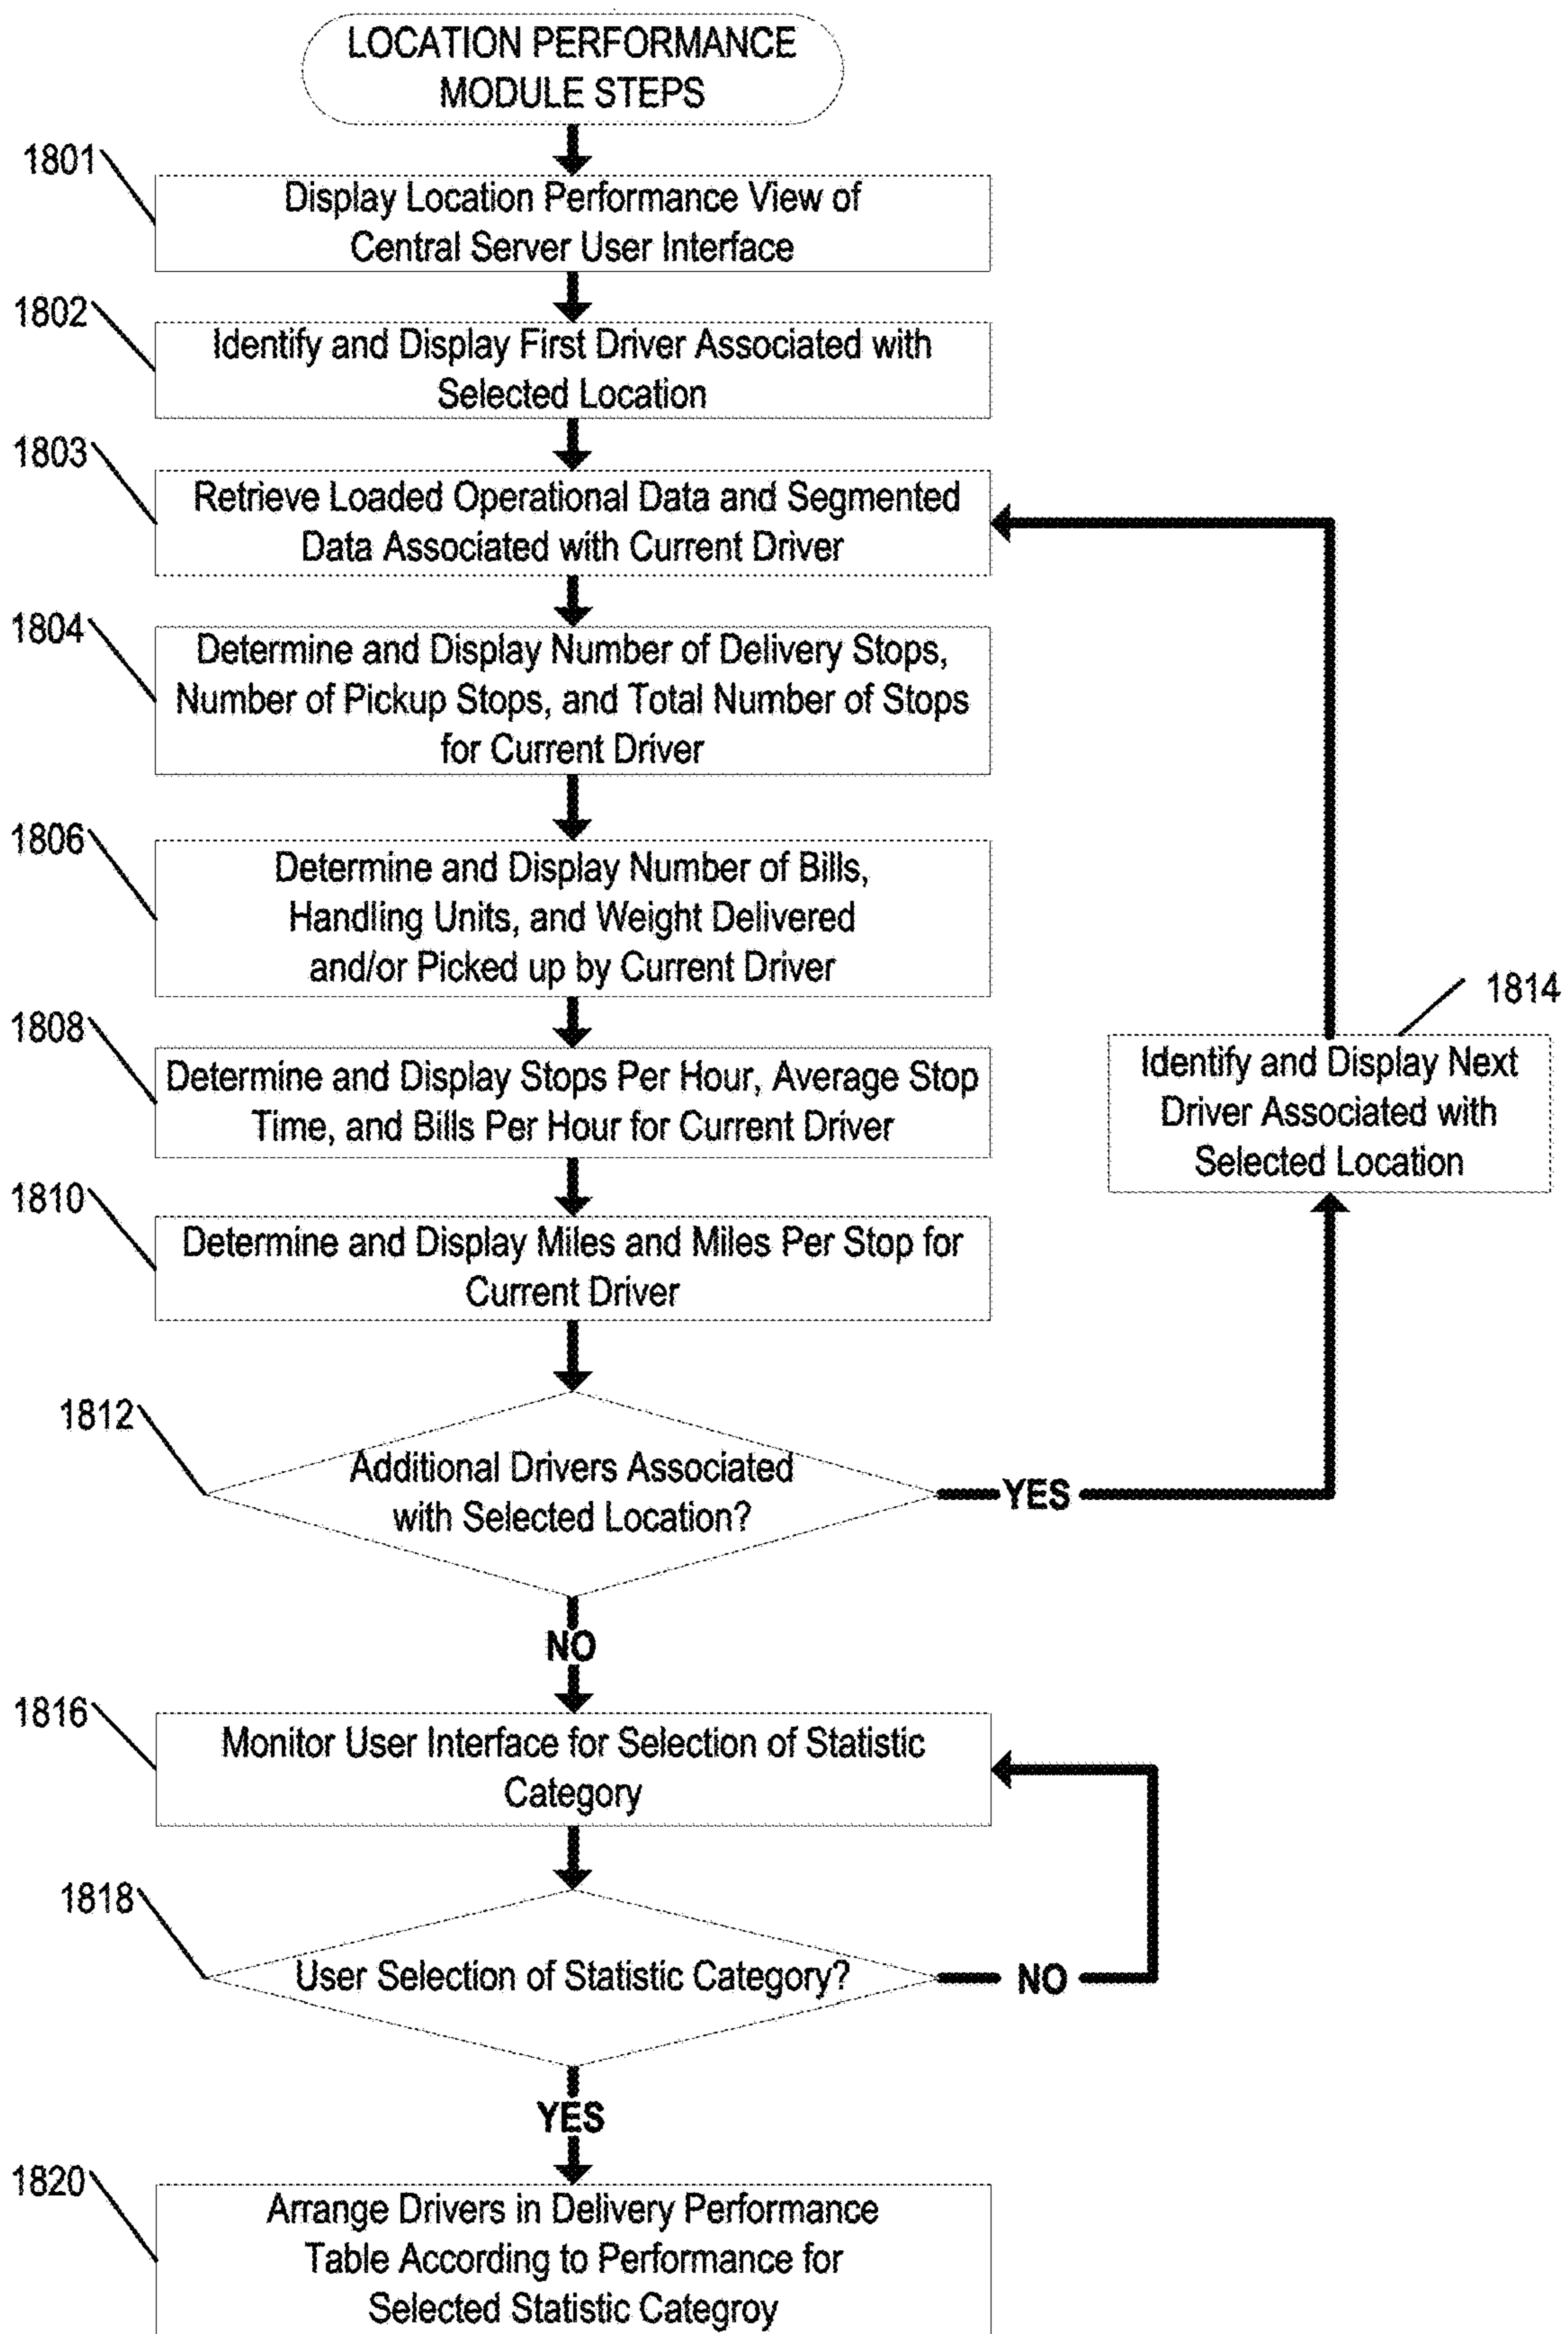 LOCATION PERFORMANCE
MODULE STEPS
1801
Display Location Performance View of
Central Server User Interface
1802
Identify and Display First Driver Associated with
Selected Location
1803
Retrieve Loaded Operational Data and Segmented
Data Associated with Current Driver
1804
Determine and Display Number of Delivery Stops,
Number of Pickup Stops, and Total Number of Stops
for Current Driver
1806
Determine and Display Number of Bills,
Handling Units, and Weight Delivered
and/or Picked up by Current Driver
1808
Determine and Display Stops Per Hour, Average Stop
Time, and Bills Per Hour for Current Driver
1814
Identify and Display Next
Driver Associated with
Selected Location
1810
Determine and Display Miles and Miles Per Stop for
Current Driver
1812
Additional Drivers Associated
with Selected Location?
YES
NO
1816
Monitor User Interface for Selection of Statistic
Category
1818
User Selection of Statistic Category?
NO
YES
1820
Arrange Drivers in Delivery Performance
Table According to Performance for
Selected Statistic Categroy